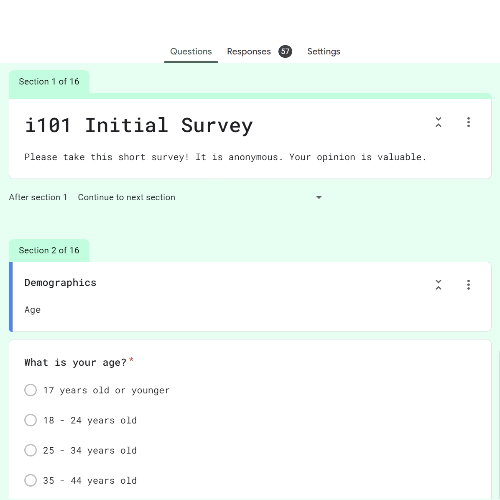 Questions
Responses 57
Settings
Section 1 of 16
i101 Initial Survey
Please take this short survey! It is anonymous. Your opinion is valuable.
After section 1 Continue to next section
Section 2 of 16
Demographics
Age
What is your age? *
17 years old or younger
18 - 24 years old
25 - 34 years old
35 - 44 years old